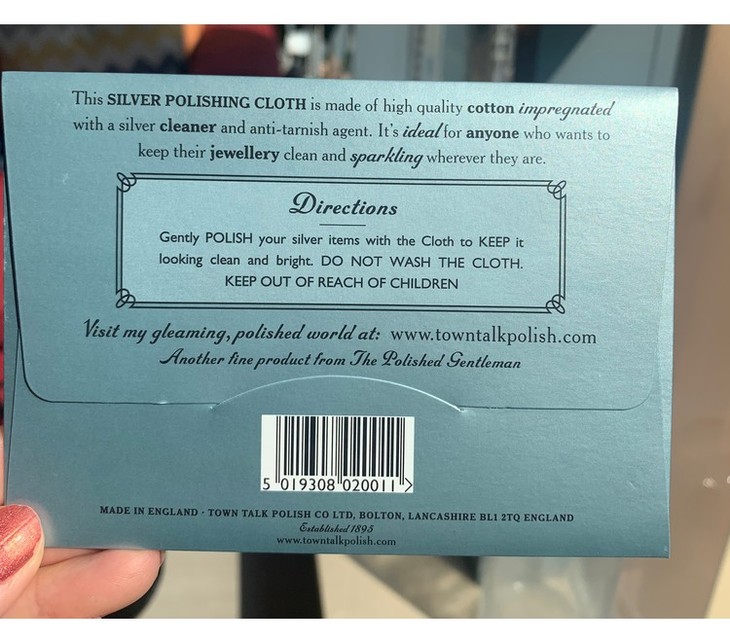 This SILVER POLISHING CLOTH is made of high quality cotton impregnated
with a silver cleaner and anti-tarnish agent. It's ideal for anyone who wants to
keep their jewellery clean and sparkling wherever they are.
Directions
Gently POLISH your silver items with the Cloth to KEEP it
looking clean and bright. DO NOT WASH THE CLOTH.
KEEP OUT OF REACH OF CHILDREN
Visit my gleaming, polished world at: www.towntalkpolish.com
Another fine product from The Polished Gentleman
5 019308 020011 >
MADE IN ENGLAND · TOWN TALK POLISH CO LTD, BOLTON, LANCASHIRE BL1 2TQ ENGLAND
Established 1895
www.towntalkpolish.com